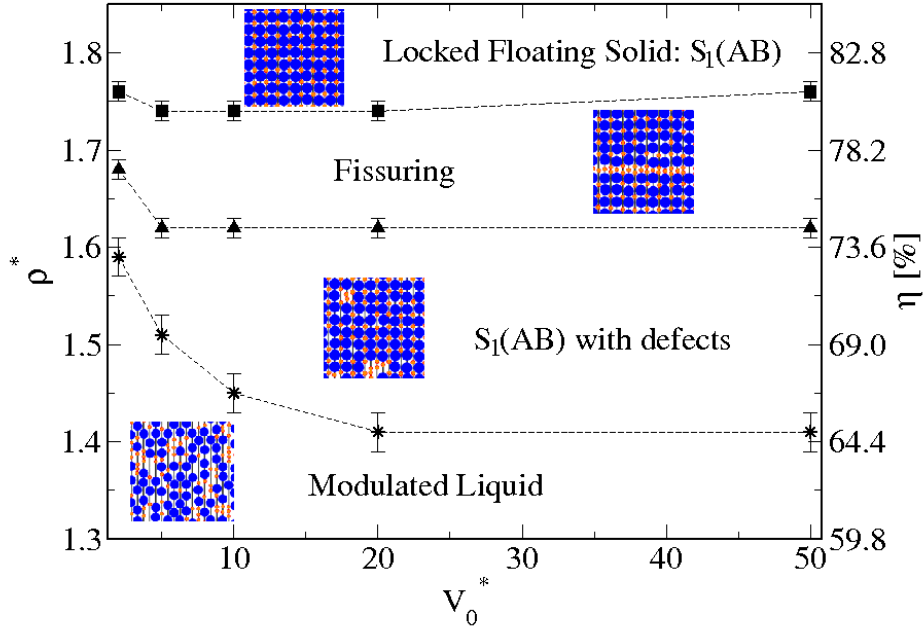 1.8
1.7
1.6
1.5
1.4
1.3
ρ*
Locked Floating Solid: S₁(AB)
Fissuring
S₁(AB) with defects
Modulated Liquid
82.8
78.2
73.6
69.0
64.4
59.8
η [%]
10
20
30
40
50
V₀*